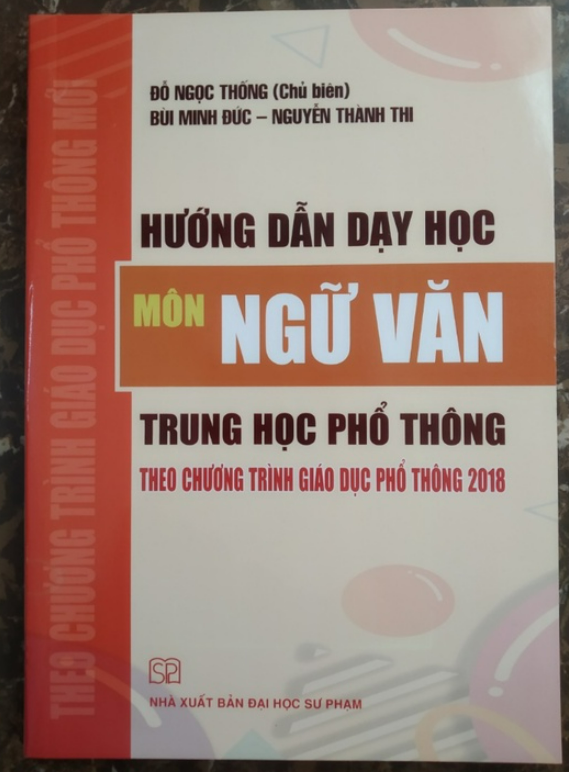 ĐỖ NGỌC THỐNG (Chủ biên)
BÙI MINH ĐỨC – NGUYỄN THÀNH THI
HƯỚNG DẪN DẠY HỌC
MÔN NGỮ VĂN
TRUNG HỌC PHỔ THÔNG
THEO CHƯƠNG TRÌNH GIÁO DỤC PHỔ THÔNG 2018
SP
NHÀ XUẤT BẢN ĐẠI HỌC SƯ PHẠM
THEO CHƯƠNG TRÌNH GIÁO DỤC PHỔ THÔNG MỚI